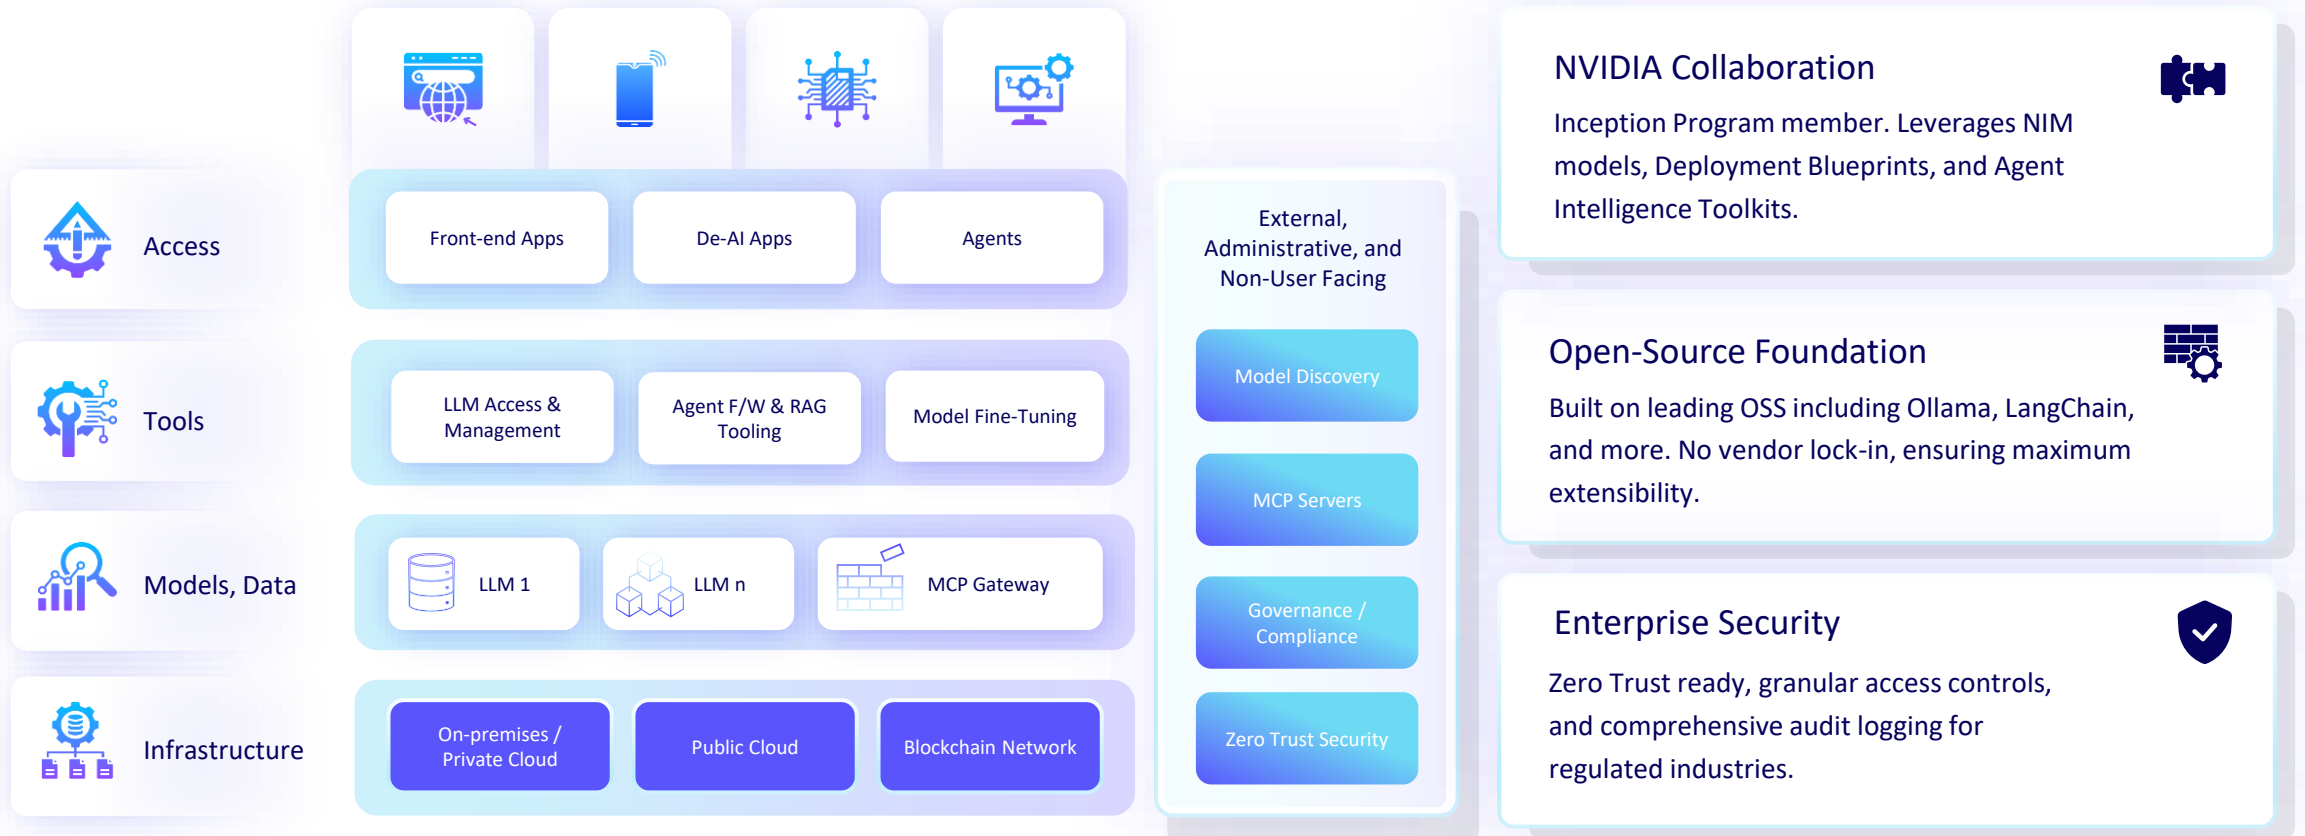 Access
Front-end Apps
De-AI Apps
Agents
Tools
LLM Access &
Management
Agent F/W & RAG
Tooling
Model Fine-Tuning
Models, Data
LLM 1
LLM n
MCP Gateway
Infrastructure
On-premises /
Private Cloud
Public Cloud
Blockchain Network
External,
Administrative, and
Non-User Facing
Model Discovery
MCP Servers
Governance /
Compliance
Zero Trust Security
NVIDIA Collaboration
Inception Program member. Leverages NIM
models, Deployment Blueprints, and Agent
Intelligence Toolkits.
Open-Source Foundation
Built on leading OSS including Ollama, LangChain,
and more. No vendor lock-in, ensuring maximum
extensibility.
Enterprise Security
Zero Trust ready, granular access controls,
and comprehensive audit logging for
regulated industries.